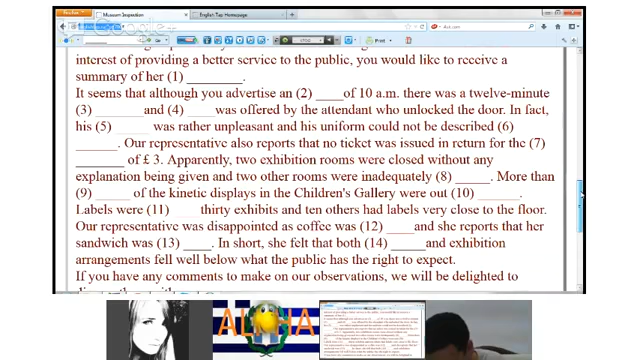 Museum Inspection
English Tap Homepage
Print
interest of providing a better service to the public, you would like to receive a
summary of her (1) _________.
It seems that although you advertise an (2) ____of 10 a.m. there was a twelve-minute
(3) ________and (4) ____was offered by the attendant who unlocked the door. In fact,
his (5) _____ was rather unpleasant and his uniform could not be described (6)
______. Our representative also reports that no ticket was issued in return for the (7)
_______ of £ 3. Apparently, two exhibition rooms were closed without any
explanation being given and two other rooms were inadequately (8) _____. More than
(9) _____ of the kinetic displays in the Children's Gallery were out (10) _______.
Labels were (11) ____thirty exhibits and ten others had labels very close to the floor.
Our representative was disappointed as coffee was (12) ____and she reports that her
sandwich was (13) ____. In short, she felt that both (14) _____and exhibition
arrangements fell well below what the public has the right to expect.
If you have any comments to make on our observations, we will be delighted to